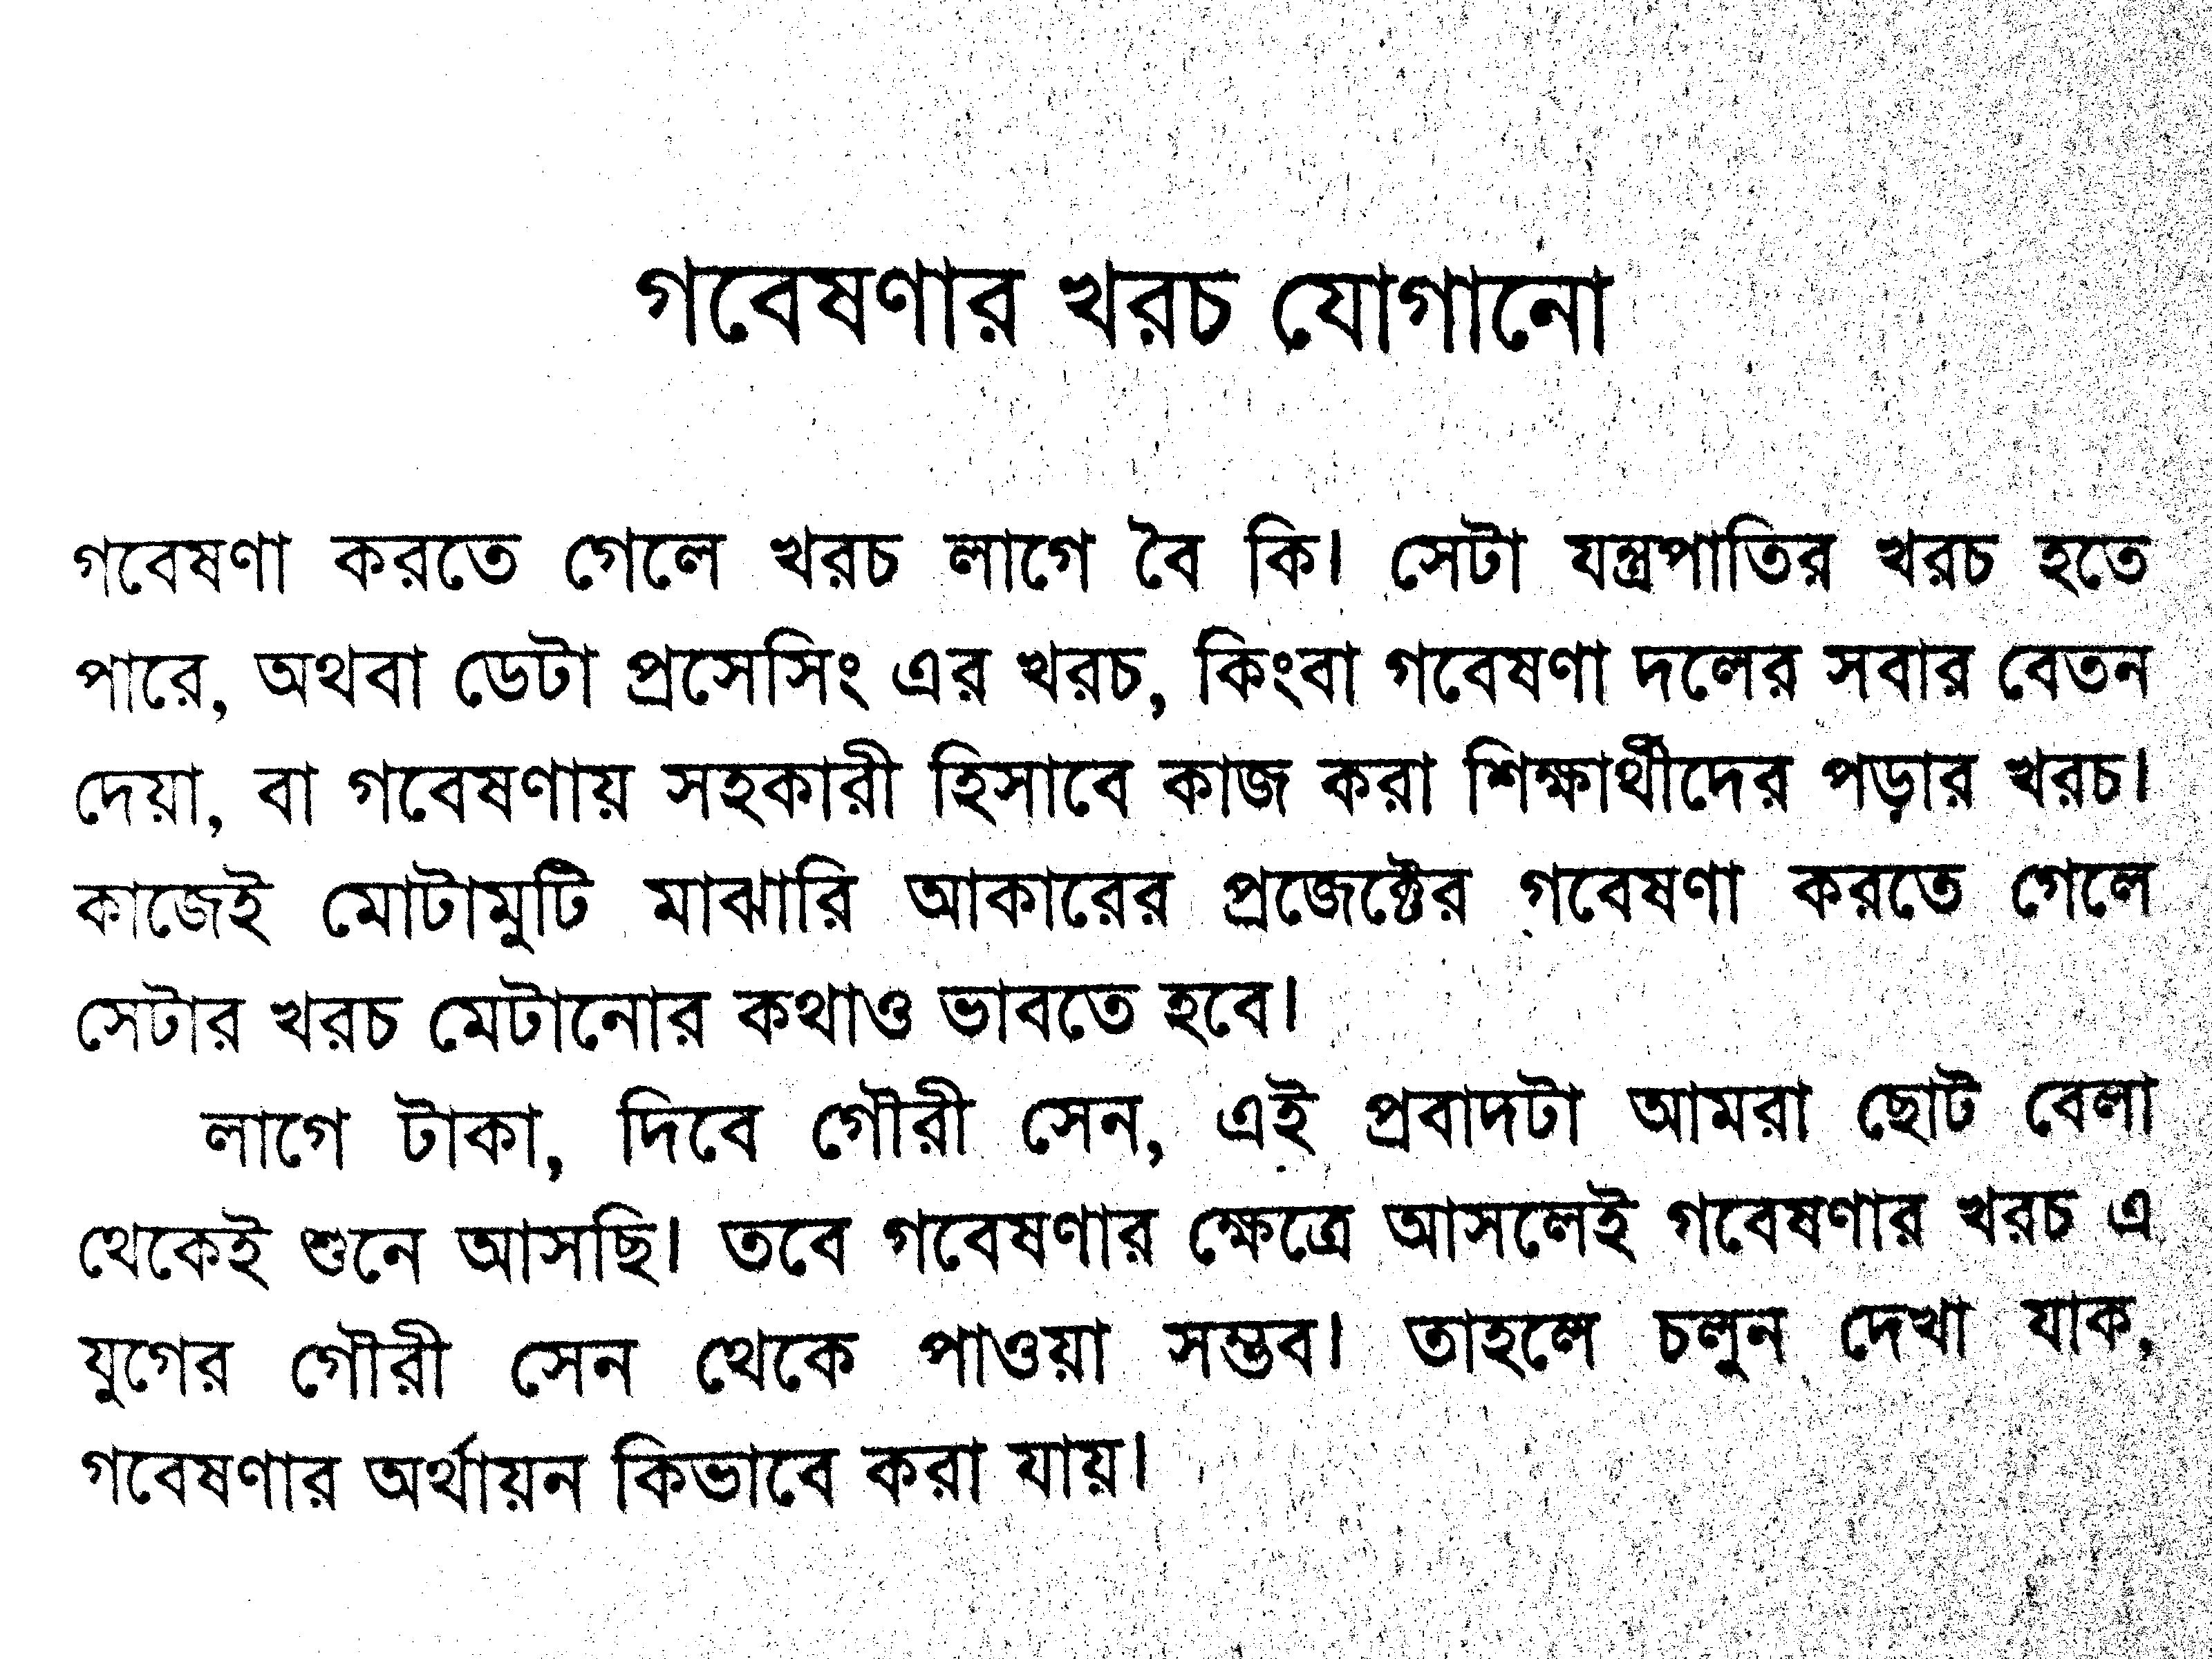 গবেষণার খরচ যোগানো
গবেষণা করতে গেলে খরচ লাগে বৈ কি। সেটা যন্ত্রপাতির খরচ হতে
পারে, অথবা ডেটা প্রসেসিং এর খরচ, কিংবা গবেষণা দলের সবার বেতন
দেয়া, বা গবেষণায় সহকারী হিসাবে কাজ করা শিক্ষার্থীদের পড়ার খরচ।
কাজেই মোটামুটি মাঝারি আকারের প্রজেক্টের গবেষণা করতে গেলে
সেটার খরচ মেটানোর কথাও ভাবতে হবে।
লাগে টাকা, দিবে গৌরী সেন, এই প্রবাদটা আমরা ছোট বেলা
থেকেই শুনে আসছি। তবে গবেষণার ক্ষেত্রে আসলেই গবেষণার খরচ এ
যুগের গৌরী সেন থেকে পাওয়া সম্ভব। তাহলে চলুন দেখা যাক,
গবেষণার অর্থায়ন কিভাবে করা যায়।